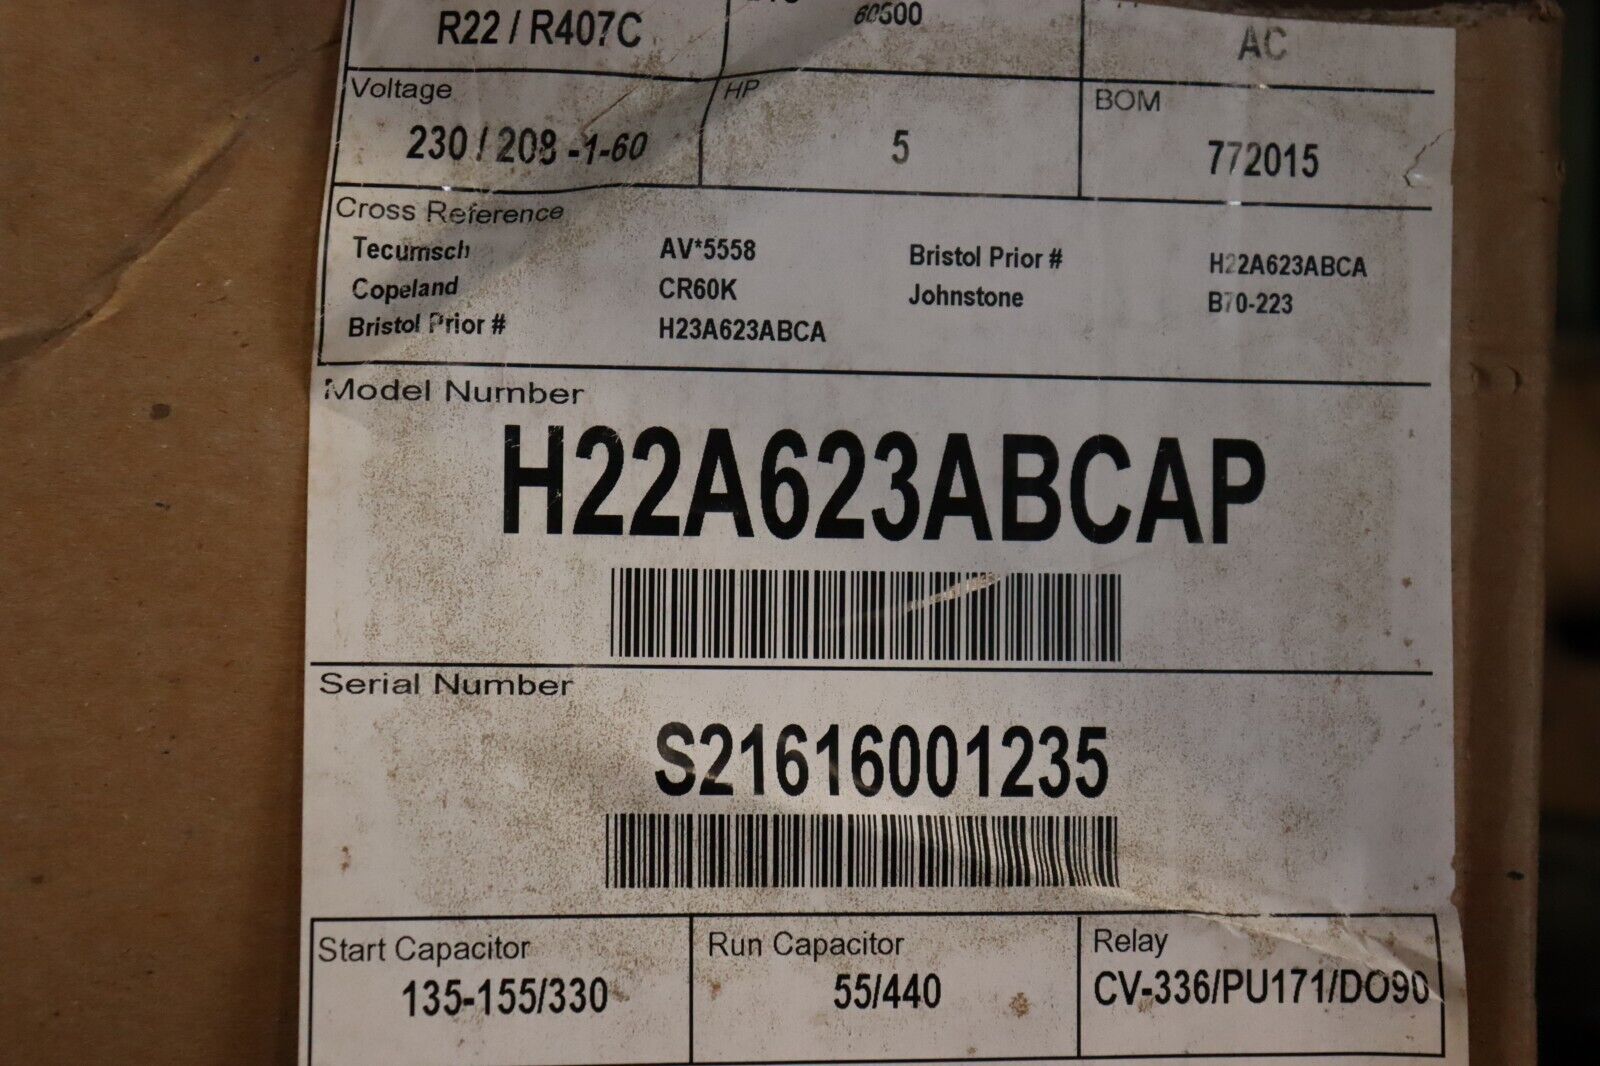 R22 / R407C
60500
AC
Voltage
230 / 208 -1-60
HP
5
BOM
772015
Cross Reference
Tecumsch AV*5558 Bristol Prior # H22A623ABCA
Copeland CR60K Johnstone B70-223
Bristol Prior # H23A623ABCA
Model Number
H22A623ABCAP
Serial Number
S21616001235
Start Capacitor
135-155/330
Run Capacitor
55/440
Relay
CV-336/PU171/DO90